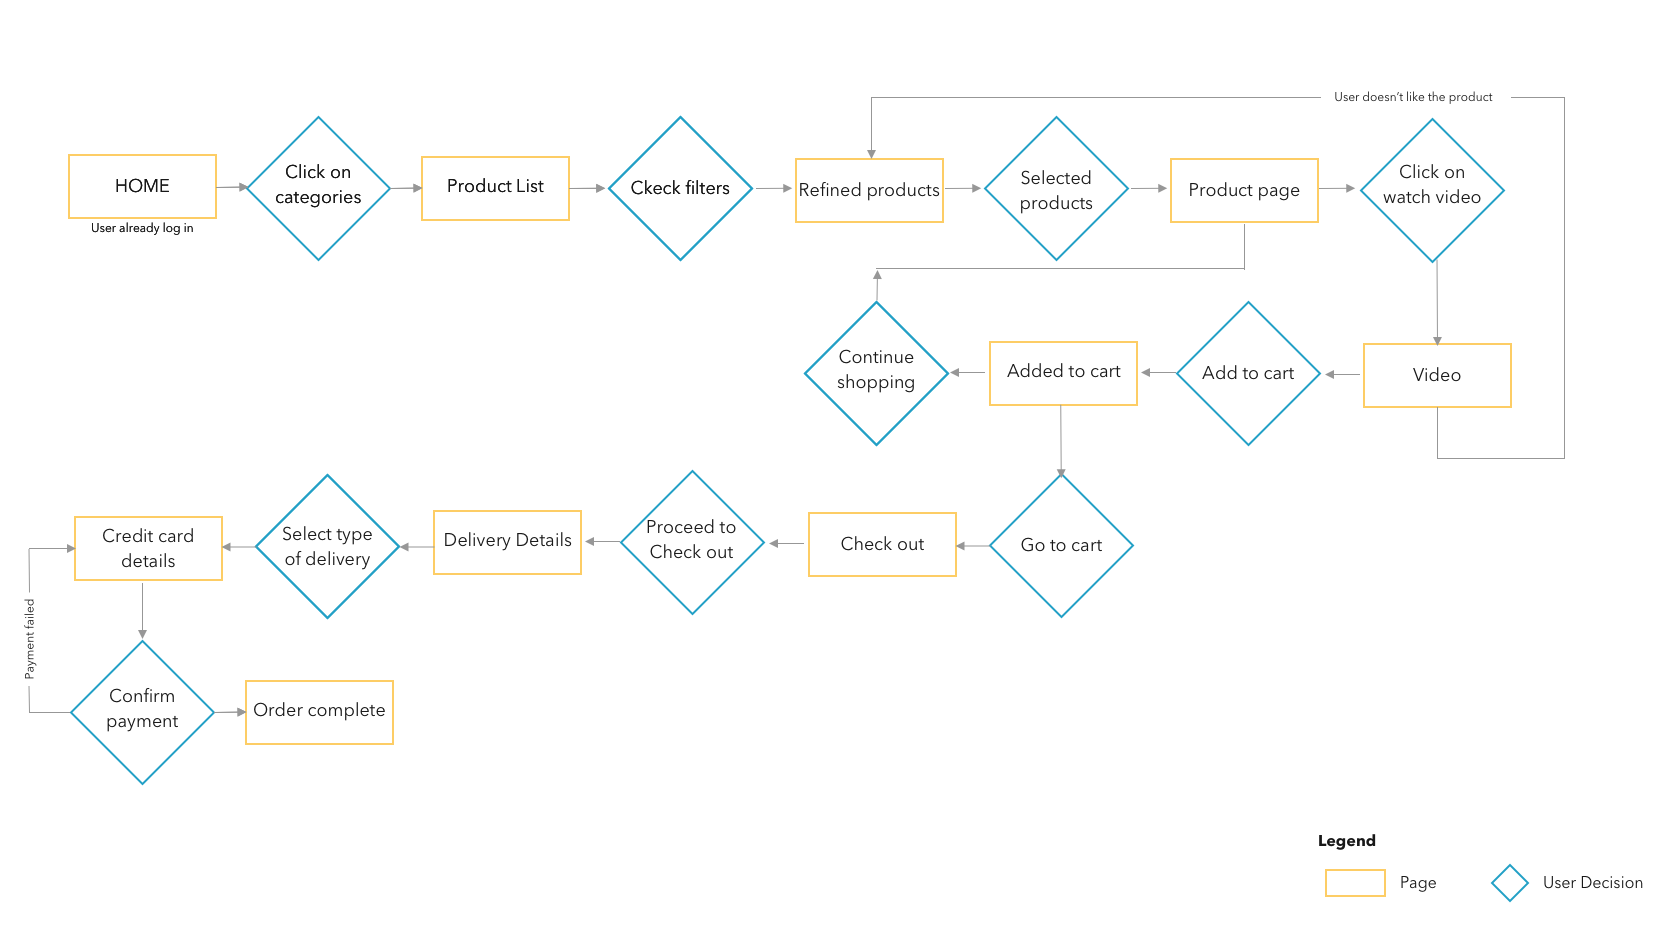 User doesn't like the product
HOME
User already log in
Click on
categories
Product List
Ckeck filters
Refined products
Selected
products
Product page
Click on
watch video
Continue
shopping
Added to cart
Add to cart
Video
Credit card
details
Select type
of delivery
Delivery Details
Proceed to
Check out
Check out
Go to cart
Payment failed
Confirm
payment
Order complete
Legend
Page
User Decision